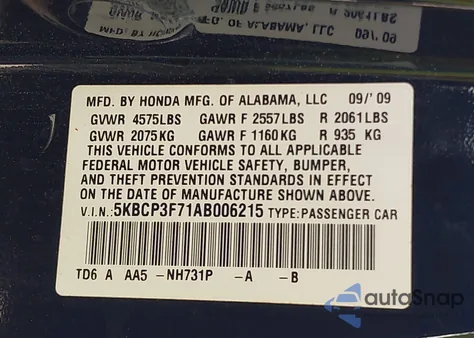 MFD. BY HONDA MFG. OF ALABAMA, LLC 09/'09
GVWR 4575LBS GAWR F 2557LBS R 2061LBS
GVWR 2075KG GAWR F 1160KG R 935 KG
THIS VEHICLE CONFORMS TO ALL APPLICABLE
FEDERAL MOTOR VEHICLE SAFETY, BUMPER,
AND THEFT PREVENTION STANDARDS IN EFFECT
ON THE DATE OF MANUFACTURE SHOWN ABOVE.
V.I.N.:5KBCP3F71AB006215 TYPE:PASSENGER CAR
TD6 A AA5 -NH731P -A -B
autoSnap